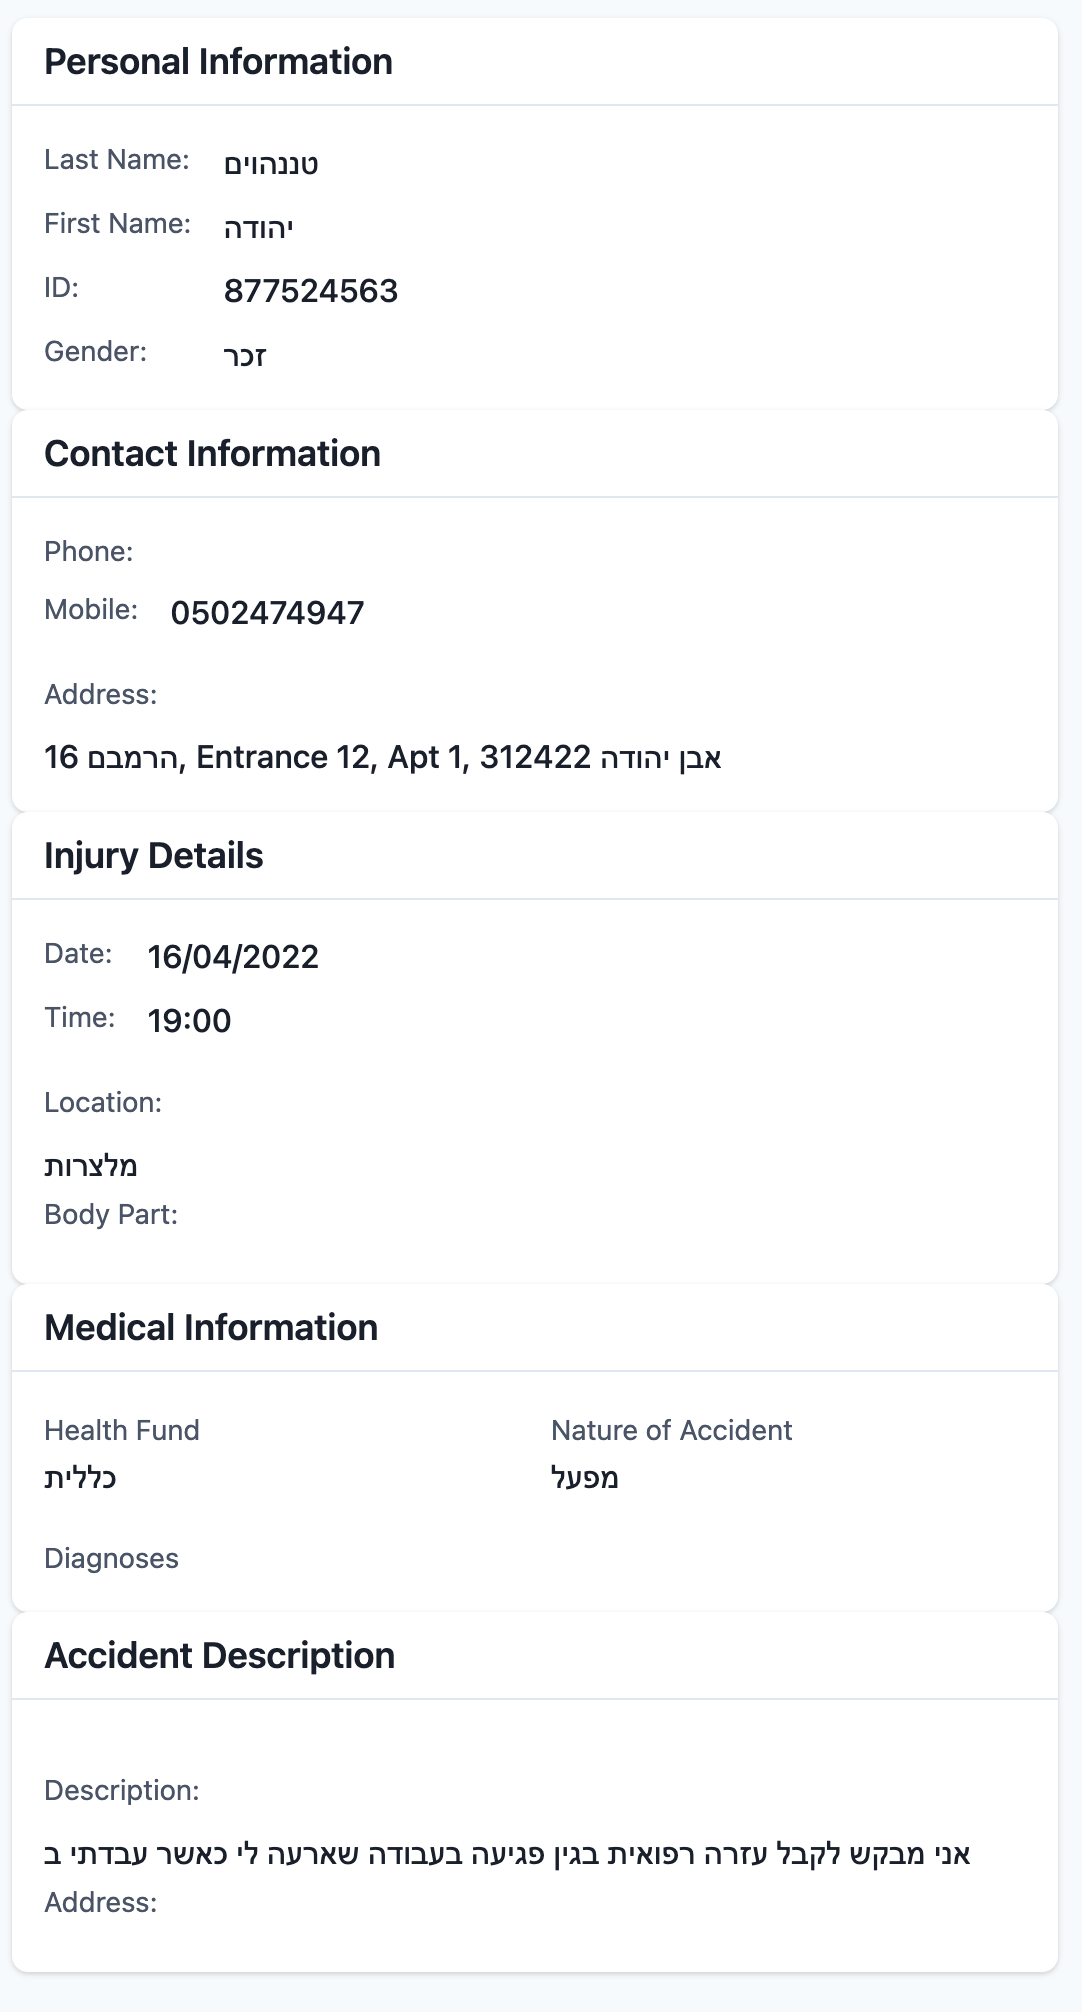 Personal Information
Last Name: טננהוים
First Name: יהודה
ID: 877524563
Gender: זכר
Contact Information
Phone:
Mobile: 0502474947
Address:
16 הרמבם, Entrance 12, Apt 1, 312422 אבן יהודה
Injury Details
Date: 16/04/2022
Time: 19:00
Location:
מלצרות
Body Part:
Medical Information
Health Fund Nature of Accident
כללית מפעל
Diagnoses
Accident Description
Description:
אני מבקש לקבל עזרה רפואית בגין פגיעה בעבודה שארעה לי כאשר עבדתי ב
Address: